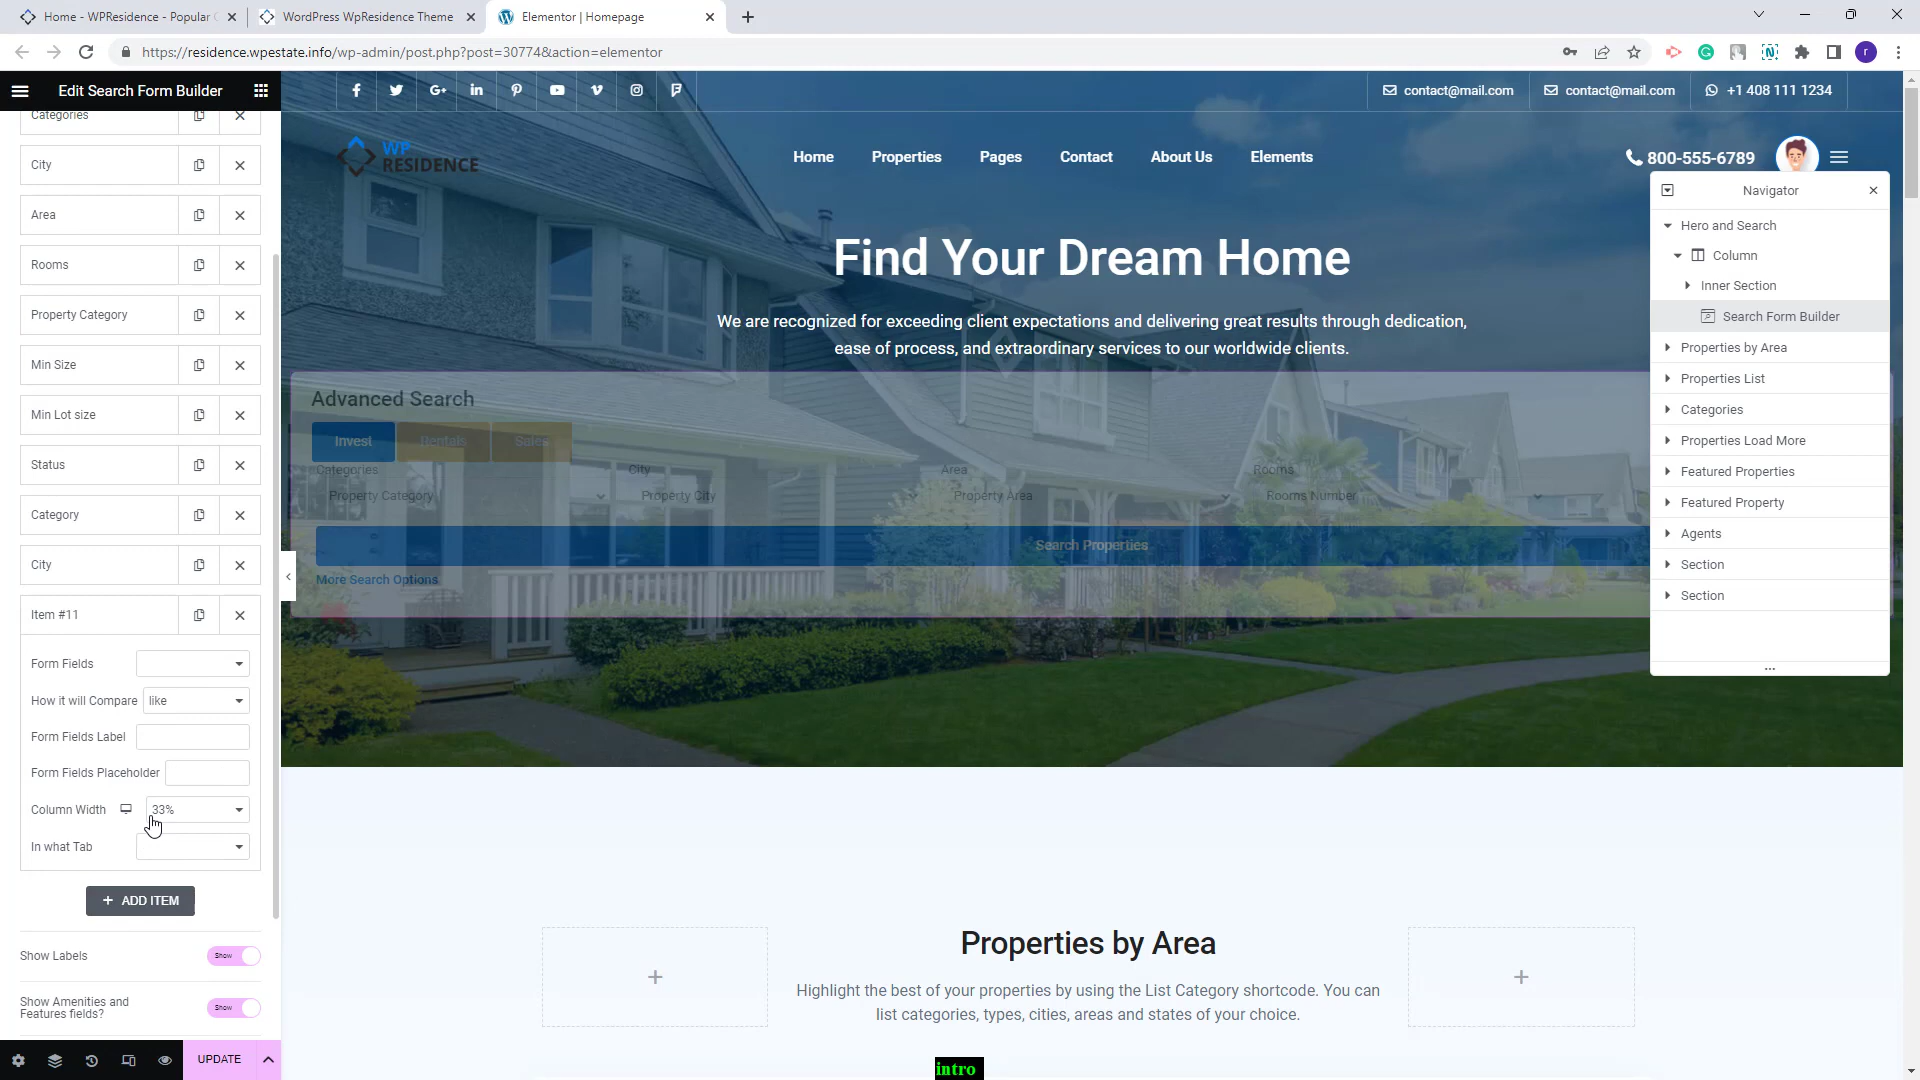 Home - WPResidence - Popular
WordPress WpResidence Theme
Elementor | Homepage
https://residence.wpestate.info/wp-admin/post.php?post=30774&action=elementor
r
Edit Search Form Builder
contact@mail.com
contact@mail.com
+1 408 111 1234
WP
RESIDENCE
Home
Properties
Pages
Contact
About Us
Elements
800-555-6789
Categories
City
Area
Rooms
Property Category
Min Size
Min Lot size
Status
Category
City
Item #11
Form Fields
How it will Compare
like
Form Fields Label
Form Fields Placeholder
Column Width
33%
In what Tab
+ ADD ITEM
Show Labels
Show
Show Amenities and
Features fields?
Show
UPDATE
Find Your Dream Home
We are recognized for exceeding client expectations and delivering great results through dedication,
ease of process, and extraordinary services to our worldwide clients.
Advanced Search
Invest
Rentals
Sales
Categories
City
Area
Rooms
Property Category
Property City
Property Area
Rooms Number
Search Properties
More Search Options
Navigator
Hero and Search
Column
Inner Section
Search Form Builder
Properties by Area
Properties List
Categories
Properties Load More
Featured Properties
Featured Property
Agents
Section
Section
Properties by Area
Highlight the best of your properties by using the List Category shortcode. You can
list categories, types, cities, areas and states of your choice.
intro